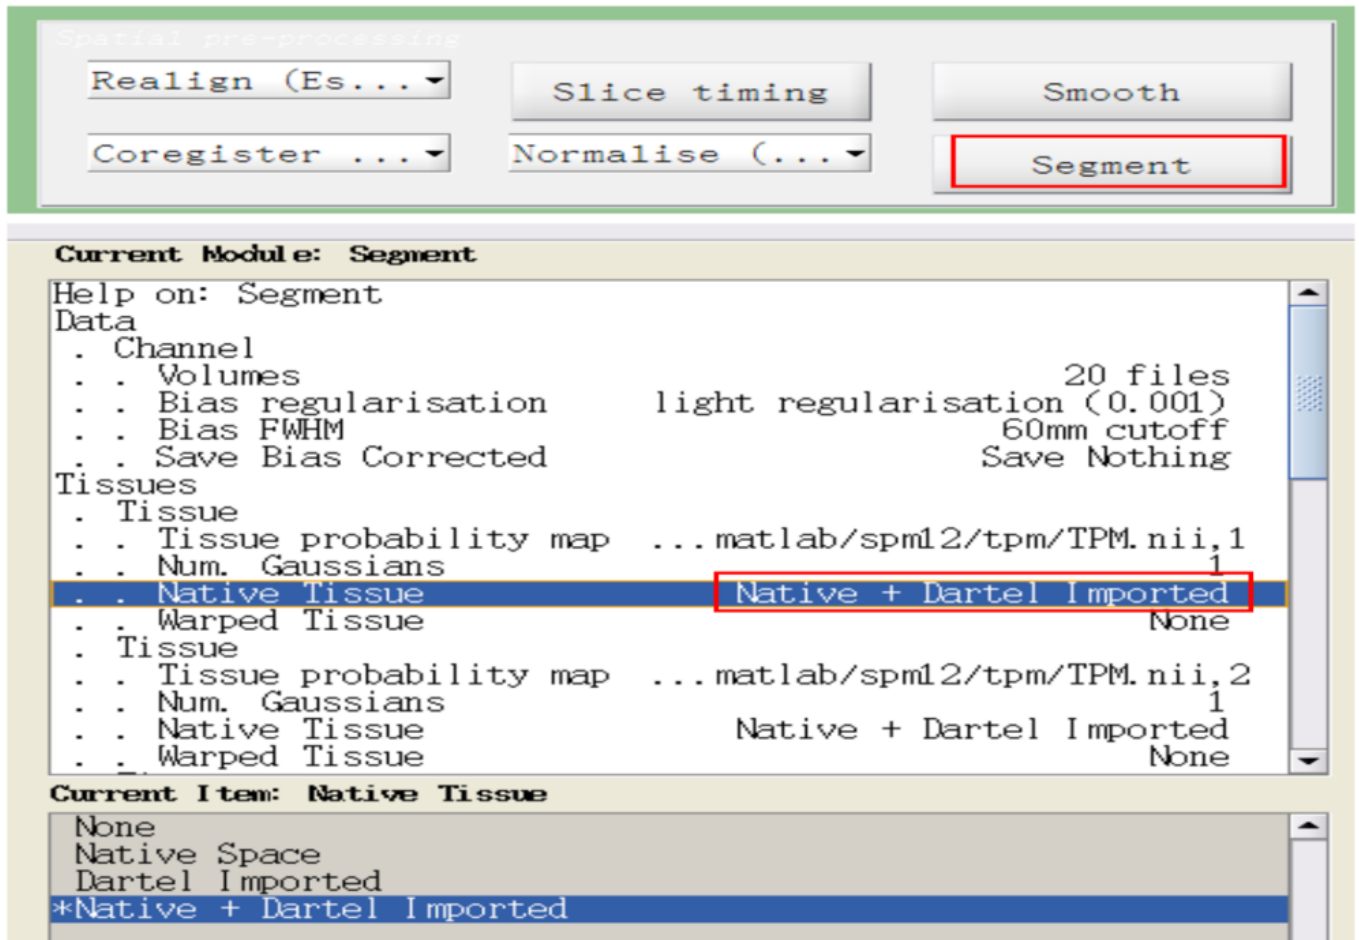 Spatial pre-processing
Realign (Es...
Slice timing
Smooth
Coregister ...
Normalise (...
Segment
Current Module: Segment
Help on: Segment
Data
. Channel
. . Volumes 20 files
. . Bias regularisation light regularisation (0.001)
. . Bias FWHM 60mm cutoff
. . Save Bias Corrected Save Nothing
Tissues
. Tissue
. . Tissue probability map ...matlab/spm12/tpm/TPM.nii,1
. . Num. Gaussians 1
. . Native Tissue Native + Dartel Imported
. . Warped Tissue None
. Tissue
. . Tissue probability map ...matlab/spm12/tpm/TPM.nii,2
. . Num. Gaussians 1
. . Native Tissue Native + Dartel Imported
. . Warped Tissue None
Current Item: Native Tissue
None
Native Space
Dartel Imported
*Native + Dartel Imported